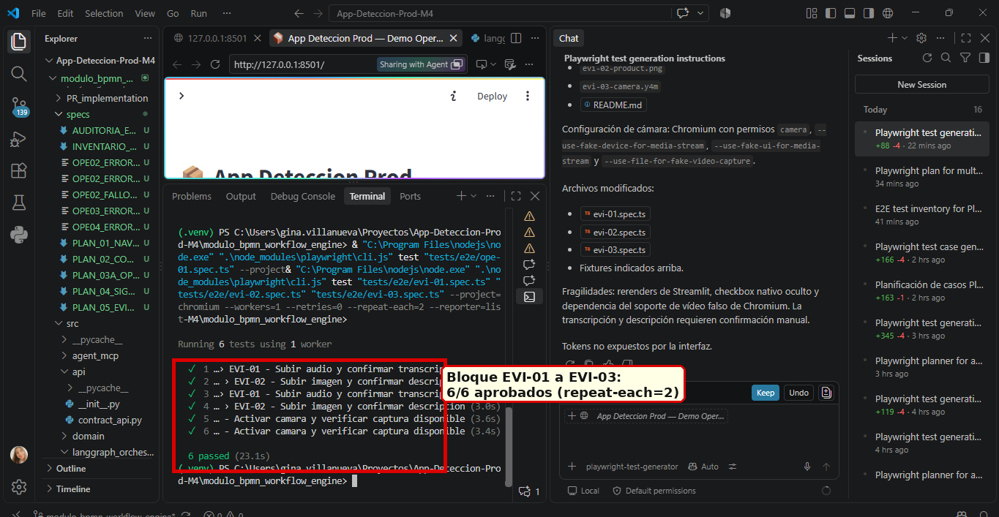 File Edit Selection View Go Run ··· App-Deteccion-Prod-M4
Explorer ···
App-Deteccion-Prod-M4
modulo_bpmn_...
PR_implementation
specs
AUDITORIA_E... U
INVENTARIO_... U
OPE02_ERROR... U
OPE02_ERROR... U
OPE02_FALLO... U
OPE03_ERROR... U
OPE04_ERROR... U
PLAN_01_NAV... U
PLAN_02_CO... U
PLAN_03A_OP... U
PLAN_04_SIG... U
PLAN_05_EVI... U
src
__pycache__
agent_mcp
api
__pycache__
__init__.py
contract_api.py
domain
langgraph_orches...
Outline
Timeline
139
127.0.0.1:8501 App Deteccion Prod — Demo Oper...
http://127.0.0.1:8501/ Sharing with Agent
Deploy
App Deteccion Prod
Problems Output Debug Console Terminal Ports
(.venv) PS C:\Users\gina.villanueva\Proyectos\App-Deteccion-Pro
d-M4\modulo_bpmn_workflow_engine> & "C:\Program Files\nodejs\no
de.exe" ".\node_modules\playwright\cli.js" test "tests/e2e/ope-
01.spec.ts" --project& "C:\Program Files\nodejs\node.exe" ".\no
de_modules\playwright\cli.js" test "tests/e2e/evi-01.spec.ts" "
tests/e2e/evi-02.spec.ts" "tests/e2e/evi-03.spec.ts" --project=
chromium --workers=1 --retries=0 --repeat-each=2 --reporter=lis
t-M4\modulo_bpmn_workflow_engine>
Running 6 tests using 1 worker
✓ 1 …› EVI-01 - Subir audio y confirmar transcrip
✓ 2 … › EVI-02 - Subir imagen y confirmar descrip
✓ 3 …› EVI-01 - Subir audio y confirmar transcrip
✓ 4 … › EVI-02 - Subir imagen y confirmar description (3.0s)
✓ 5 … - Activar camara y verificar captura disponible (3.6s)
✓ 6 … - Activar camara y verificar captura disponible (3.4s)
6 passed (23.1s)
(.venv) PS C:\Users\gina.villanueva\Proyectos\App-Deteccion-Pro
d-M4\modulo_bpmn_workflow_engine>
1
Bloque EVI-01 a EVI-03:
6/6 aprobados (repeat-each=2)
Chat
Playwright test generation instructions
evi-02-product.png
evi-03-camera.y4m
README.md
Configuración de cámara: Chromium con permisos camera, --
use-fake-device-for-media-stream, --use-fake-ui-for-media-
stream y --use-file-for-fake-video-capture.
Archivos modificados:
evi-01.spec.ts
evi-02.spec.ts
evi-03.spec.ts
Fixtures indicados arriba.
Fragilidades: rerenders de Streamlit, checkbox nativo oculto y
dependencia del soporte de vídeo falso de Chromium. La
transcripción y descripción requieren confirmación manual.
Tokens no expuestos por la interfaz.
Keep Undo
App Deteccion Prod — Demo Oper...
playwright-test-generator Auto
Local Default permissions
Sessions
New Session
Today 16
Playwright test generati...
+88 -4 · 22 mins ago
Playwright plan for mult...
34 mins ago
E2E test inventory for Pl...
41 mins ago
Playwright test case gen...
+166 -4 · 2 hrs ago
Planificación de casos Pl...
+163 -1 · 2 hrs ago
Playwright test generati...
+345 -4 · 3 hrs ago
Playwright planner for a...
3 hrs ago
Playwright test generati...
+119 -4 · 4 hrs ago
Playwright test generati...
4 hrs ago
Playwright planner for a...